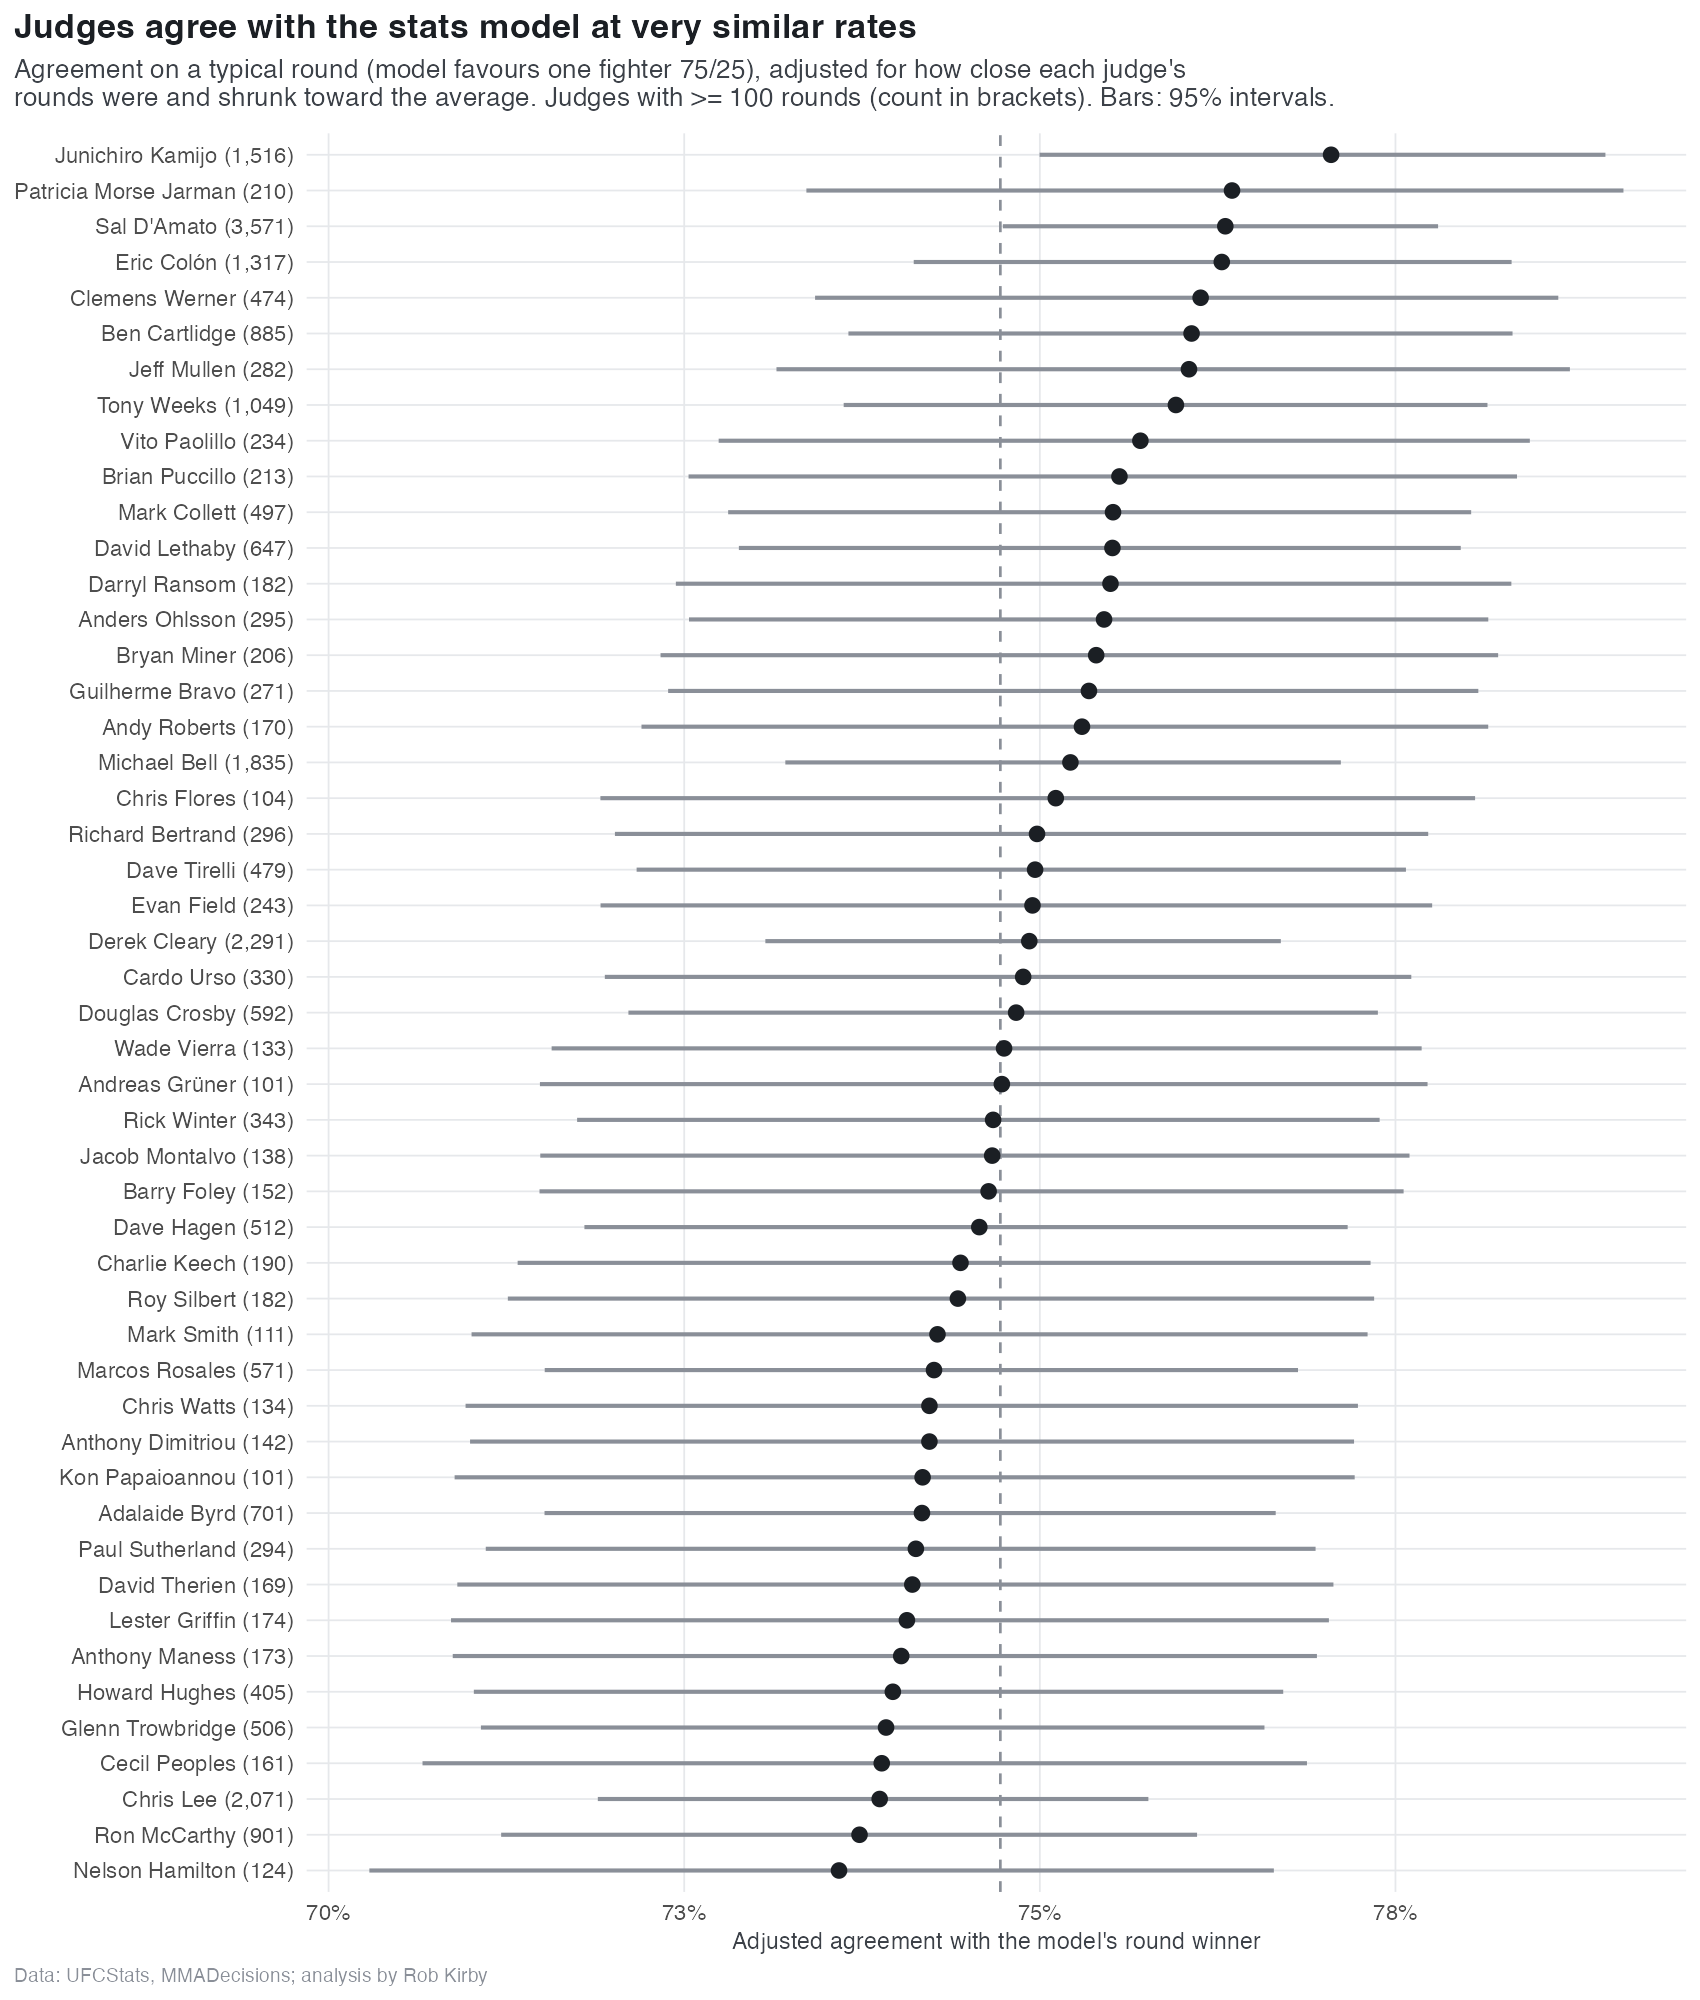 Judges agree with the stats model at very similar rates
Agreement on a typical round (model favours one fighter 75/25), adjusted for how close each judge's
rounds were and shrunk toward the average. Judges with >= 100 rounds (count in brackets). Bars: 95% intervals.
Junichiro Kamijo (1,516)
Patricia Morse Jarman (210)
Sal D'Amato (3,571)
Eric Colón (1,317)
Clemens Werner (474)
Ben Cartlidge (885)
Jeff Mullen (282)
Tony Weeks (1,049)
Vito Paolillo (234)
Brian Puccillo (213)
Mark Collett (497)
David Lethaby (647)
Darryl Ransom (182)
Anders Ohlsson (295)
Bryan Miner (206)
Guilherme Bravo (271)
Andy Roberts (170)
Michael Bell (1,835)
Chris Flores (104)
Richard Bertrand (296)
Dave Tirelli (479)
Evan Field (243)
Derek Cleary (2,291)
Cardo Urso (330)
Douglas Crosby (592)
Wade Vierra (133)
Andreas Grüner (101)
Rick Winter (343)
Jacob Montalvo (138)
Barry Foley (152)
Dave Hagen (512)
Charlie Keech (190)
Roy Silbert (182)
Mark Smith (111)
Marcos Rosales (571)
Chris Watts (134)
Anthony Dimitriou (142)
Kon Papaioannou (101)
Adalaide Byrd (701)
Paul Sutherland (294)
David Therien (169)
Lester Griffin (174)
Anthony Maness (173)
Howard Hughes (405)
Glenn Trowbridge (506)
Cecil Peoples (161)
Chris Lee (2,071)
Ron McCarthy (901)
Nelson Hamilton (124)
70% 73% 75% 78%
Adjusted agreement with the model's round winner
Data: UFCStats, MMADecisions; analysis by Rob Kirby